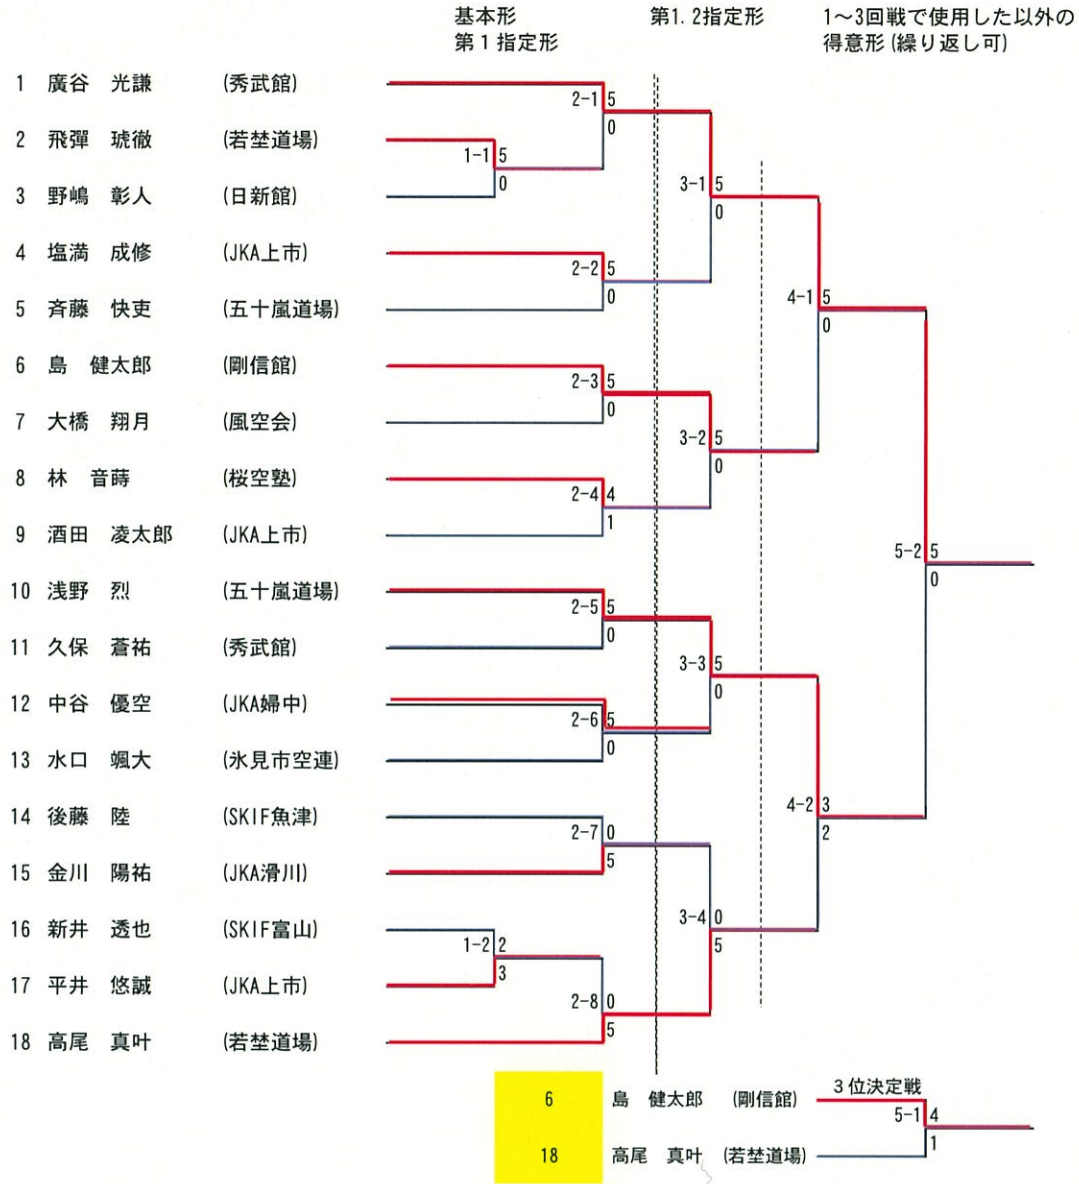 基本形 第1.2指定形 1～3回戦で使用した以外の
第１指定形 得意形(繰り返し可)
1 廣谷 光謙 (秀武館)
2-1 5
0
2 飛彈 琥徹 (若埜道場)
1-1 5
0
3 野嶋 彰人 (日新館)
3-1 5
0
4 塩満 成修 (JKA上市)
2-2 5
0
4-1 5
0
5 斉藤 快吏 (五十嵐道場)
6 島 健太郎 (剛信館)
2-3 5
0
7 大橋 翔月 (風空会)
3-2 5
0
8 林 音蒔 (桜空塾)
2-4 4
1
9 酒田 凌太郎 (JKA上市)
5-2 5
0
10 浅野 烈 (五十嵐道場)
2-5 5
0
11 久保 蒼祐 (秀武館)
3-3 5
0
12 中谷 優空 (JKA婦中)
2-6 5
0
13 水口 颯大 (氷見市空連)
4-2 3
2
14 後藤 陸 (SKIF魚津)
2-7 0
5
15 金川 陽祐 (JKA滑川)
3-4 0
5
16 新井 透也 (SKIF富山)
1-2 2
3
17 平井 悠誠 (JKA上市)
2-8 0
5
18 高尾 真叶 (若埜道場)
３位決定戦
6 島 健太郎 (剛信館)
5-1 4
1
18 高尾 真叶 (若埜道場)